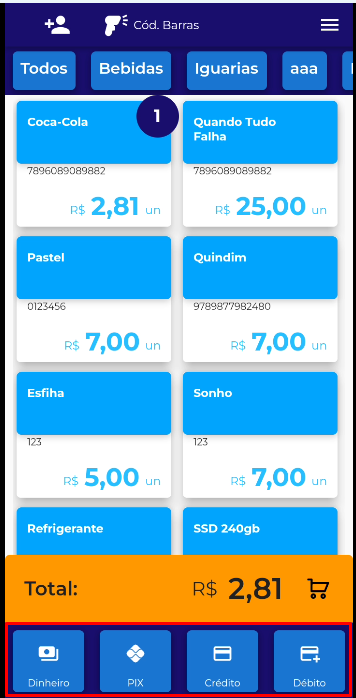 Cód. Barras
Todos Bebidas Iguarias aaa
Coca-Cola
1
7896089089882
R$ 2,81 un
Quando Tudo
Falha
7896089089882
R$ 25,00 un
Pastel
0123456
R$ 7,00 un
Quindim
9789877982480
R$ 7,00 un
Esfiha
123
R$ 5,00 un
Sonho
123
R$ 7,00 un
Refrigerante
SSD 240gb
Total: R$ 2,81
Dinheiro PIX Crédito Débito